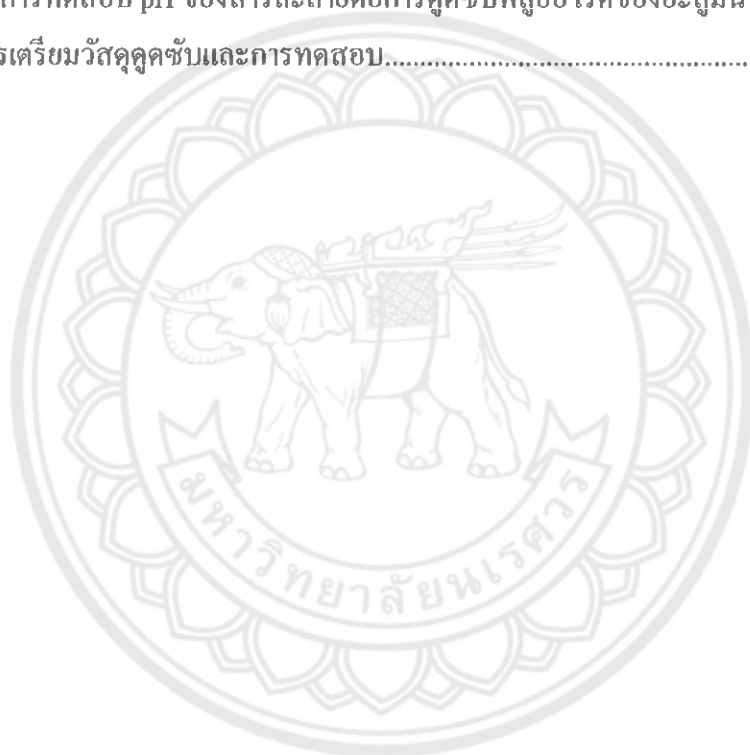 การทดสอบ pH ของสารละลายต่อการดูดซับฟลูออไรด์ของอะลูมิน
รเตรียมวัสดุดูดซับและการทดสอบ
มหาวิทยาลัยนเรศวร